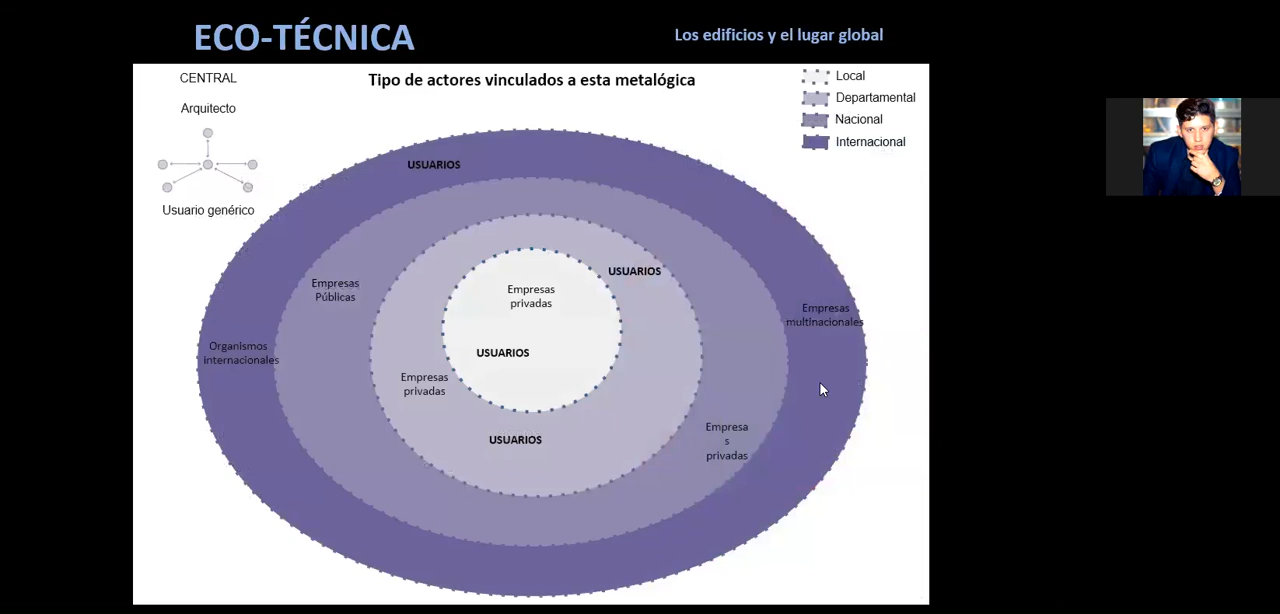 ECO-TÉCNICA
Los edificios y el lugar global
CENTRAL
Arquitecto
Usuario genérico
Tipo de actores vinculados a esta metalógica
Local
Departamental
Nacional
Internacional
USUARIOS
USUARIOS
Empresas
Públicas
Empresas
privadas
Empresas
multinacionales
Organismos
internacionales
USUARIOS
Empresas
privadas
USUARIOS
Empresa
s
privadas